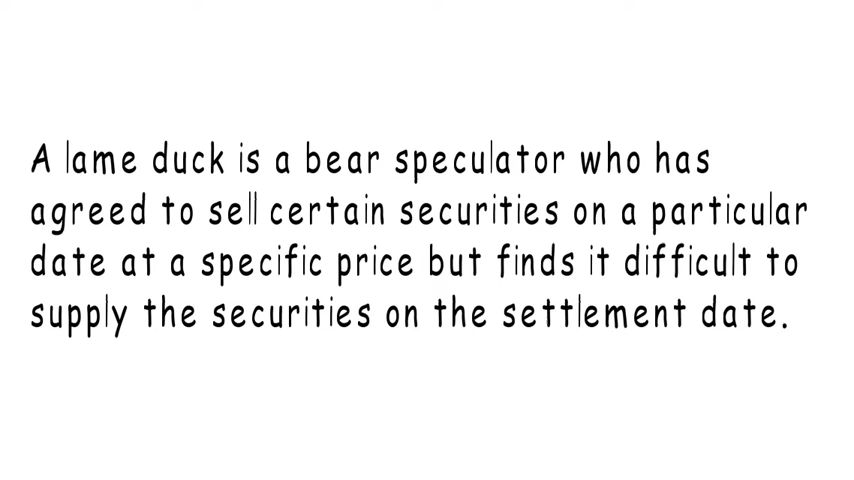 A lame duck is a bear speculator who has
agreed to sell certain securities on a particular
date at a specific price but finds it difficult to
supply the securities on the settlement date.